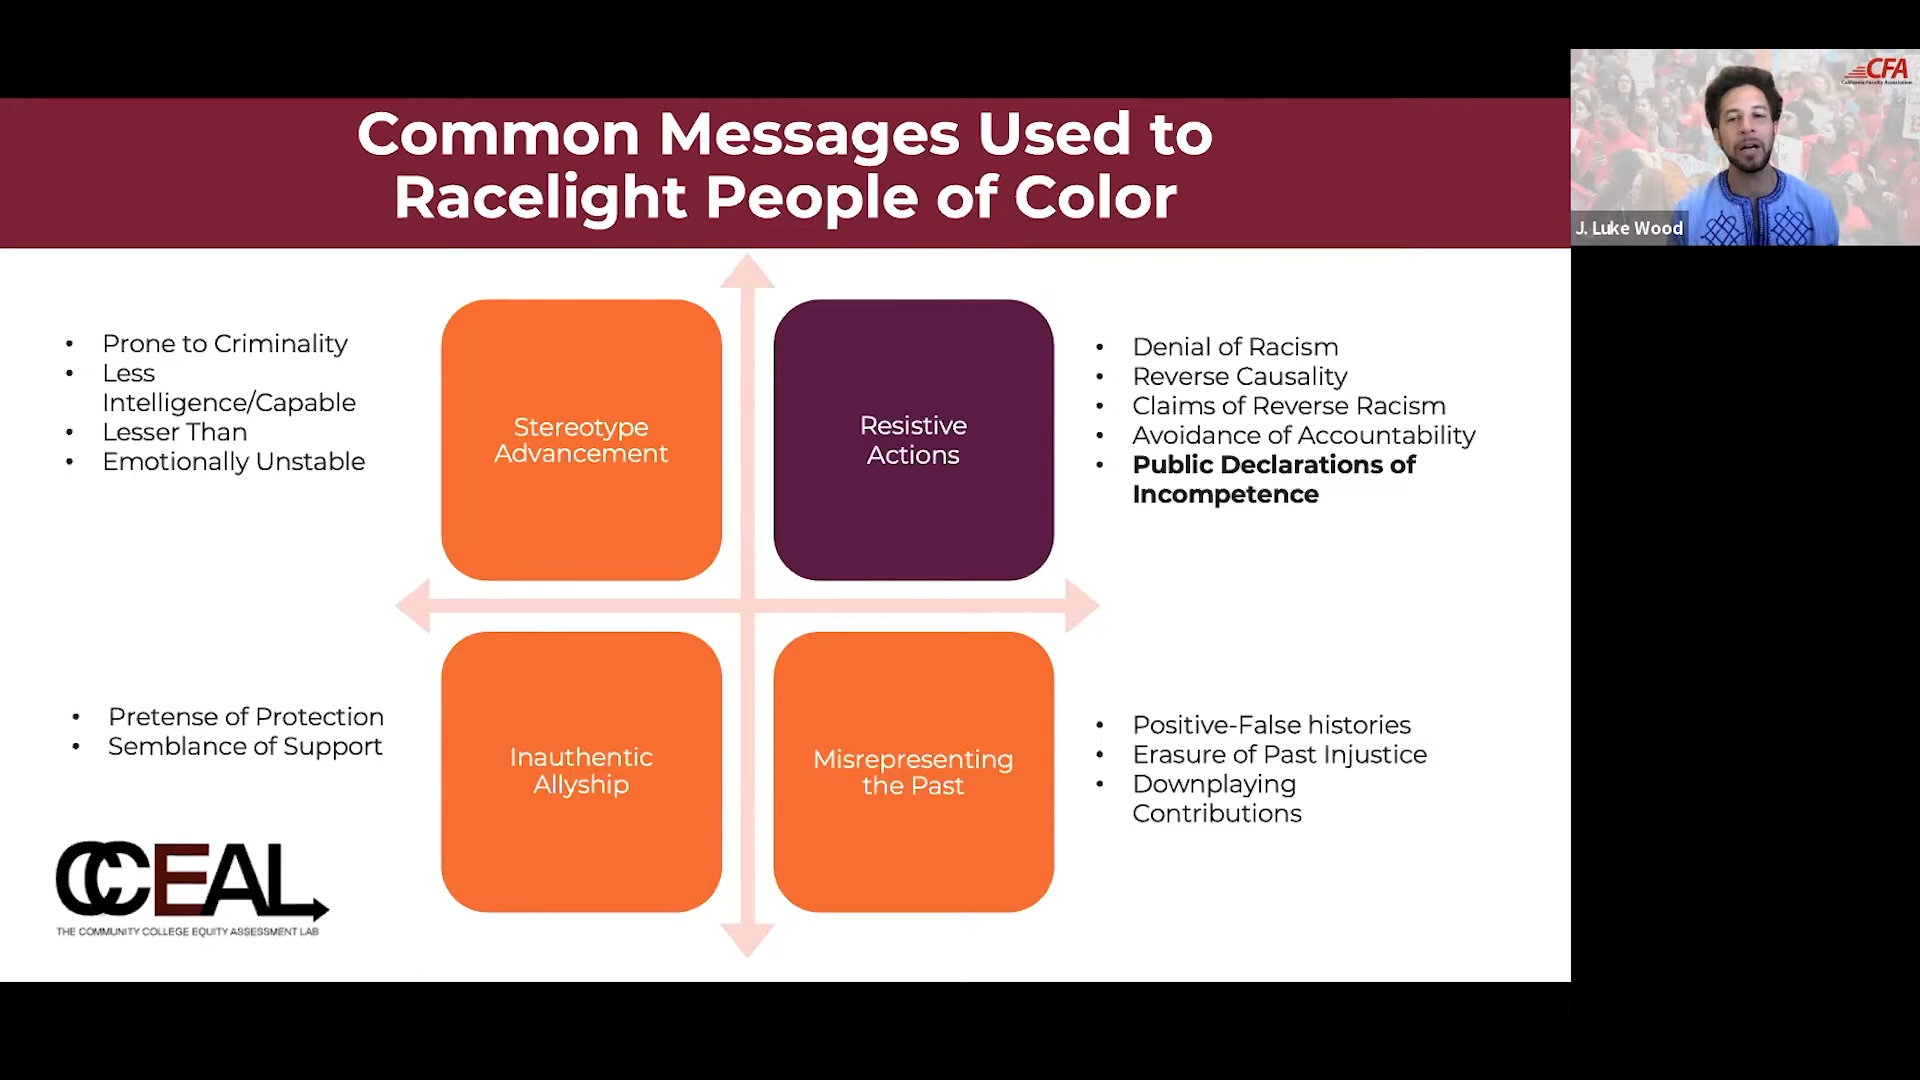 Common Messages Used to
Racelight People of Color
CFA
California Faculty Association
J. Luke Wood
• Prone to Criminality
• Less
Intelligence/Capable
• Lesser Than
• Emotionally Unstable
Stereotype
Advancement
Resistive
Actions
• Denial of Racism
• Reverse Causality
• Claims of Reverse Racism
• Avoidance of Accountability
• Public Declarations of
Incompetence
• Pretense of Protection
• Semblance of Support
Inauthentic
Allyship
Misrepresenting
the Past
• Positive-False histories
• Erasure of Past Injustice
• Downplaying
Contributions
CCEAL
THE COMMUNITY COLLEGE EQUITY ASSESSMENT LAB